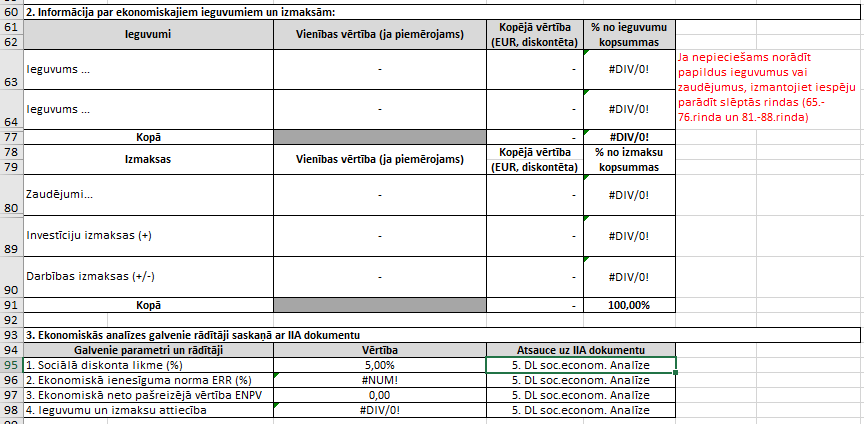 60 2. Informācija par ekonomiskajiem ieguvumiem un izmaksām:
61 Ieguvumi Vienības vērtība (ja piemērojams) Kopējā vērtība % no ieguvumu
62 (EUR, diskontēta) kopsummas
63 Ieguvums ... - - #DIV/0!
Ja nepieciešams norādīt
papildus ieguvumus vai
zaudējumus, izmantojiet iespēju
parādīt slēptās rindas (65.-
76.rinda un 81.-88.rinda)
64 Ieguvums ... - - #DIV/0!
77 Kopā - #DIV/0!
78 Izmaksas Vienības vērtība (ja piemērojams) Kopējā vērtība % no izmaksu
79 (EUR, diskontēta) kopsummas
80 Zaudējumi... - - #DIV/0!
89 Investīciju izmaksas (+) - - #DIV/0!
90 Darbības izmaksas (+/-) - - #DIV/0!
91 Kopā - 100,00%
92
93 3. Ekonomiskās analīzes galvenie rādītāji saskaņā ar IIA dokumentu
94 Galvenie parametri un rādītāji Vērtība Atsauce uz IIA dokumentu
95 1. Sociālā diskonta likme (%) 5,00% 5. DL soc.econom. Analīze
96 2. Ekonomiskā ienesīguma norma ERR (%) #NUM! 5. DL soc.econom. Analīze
97 3. Ekonomiskā neto pašreizējā vērtība ENPV 0,00 5. DL soc.econom. Analīze
98 4. Ieguvumu un izmaksu attiecība #DIV/0! 5. DL soc.econom. Analīze